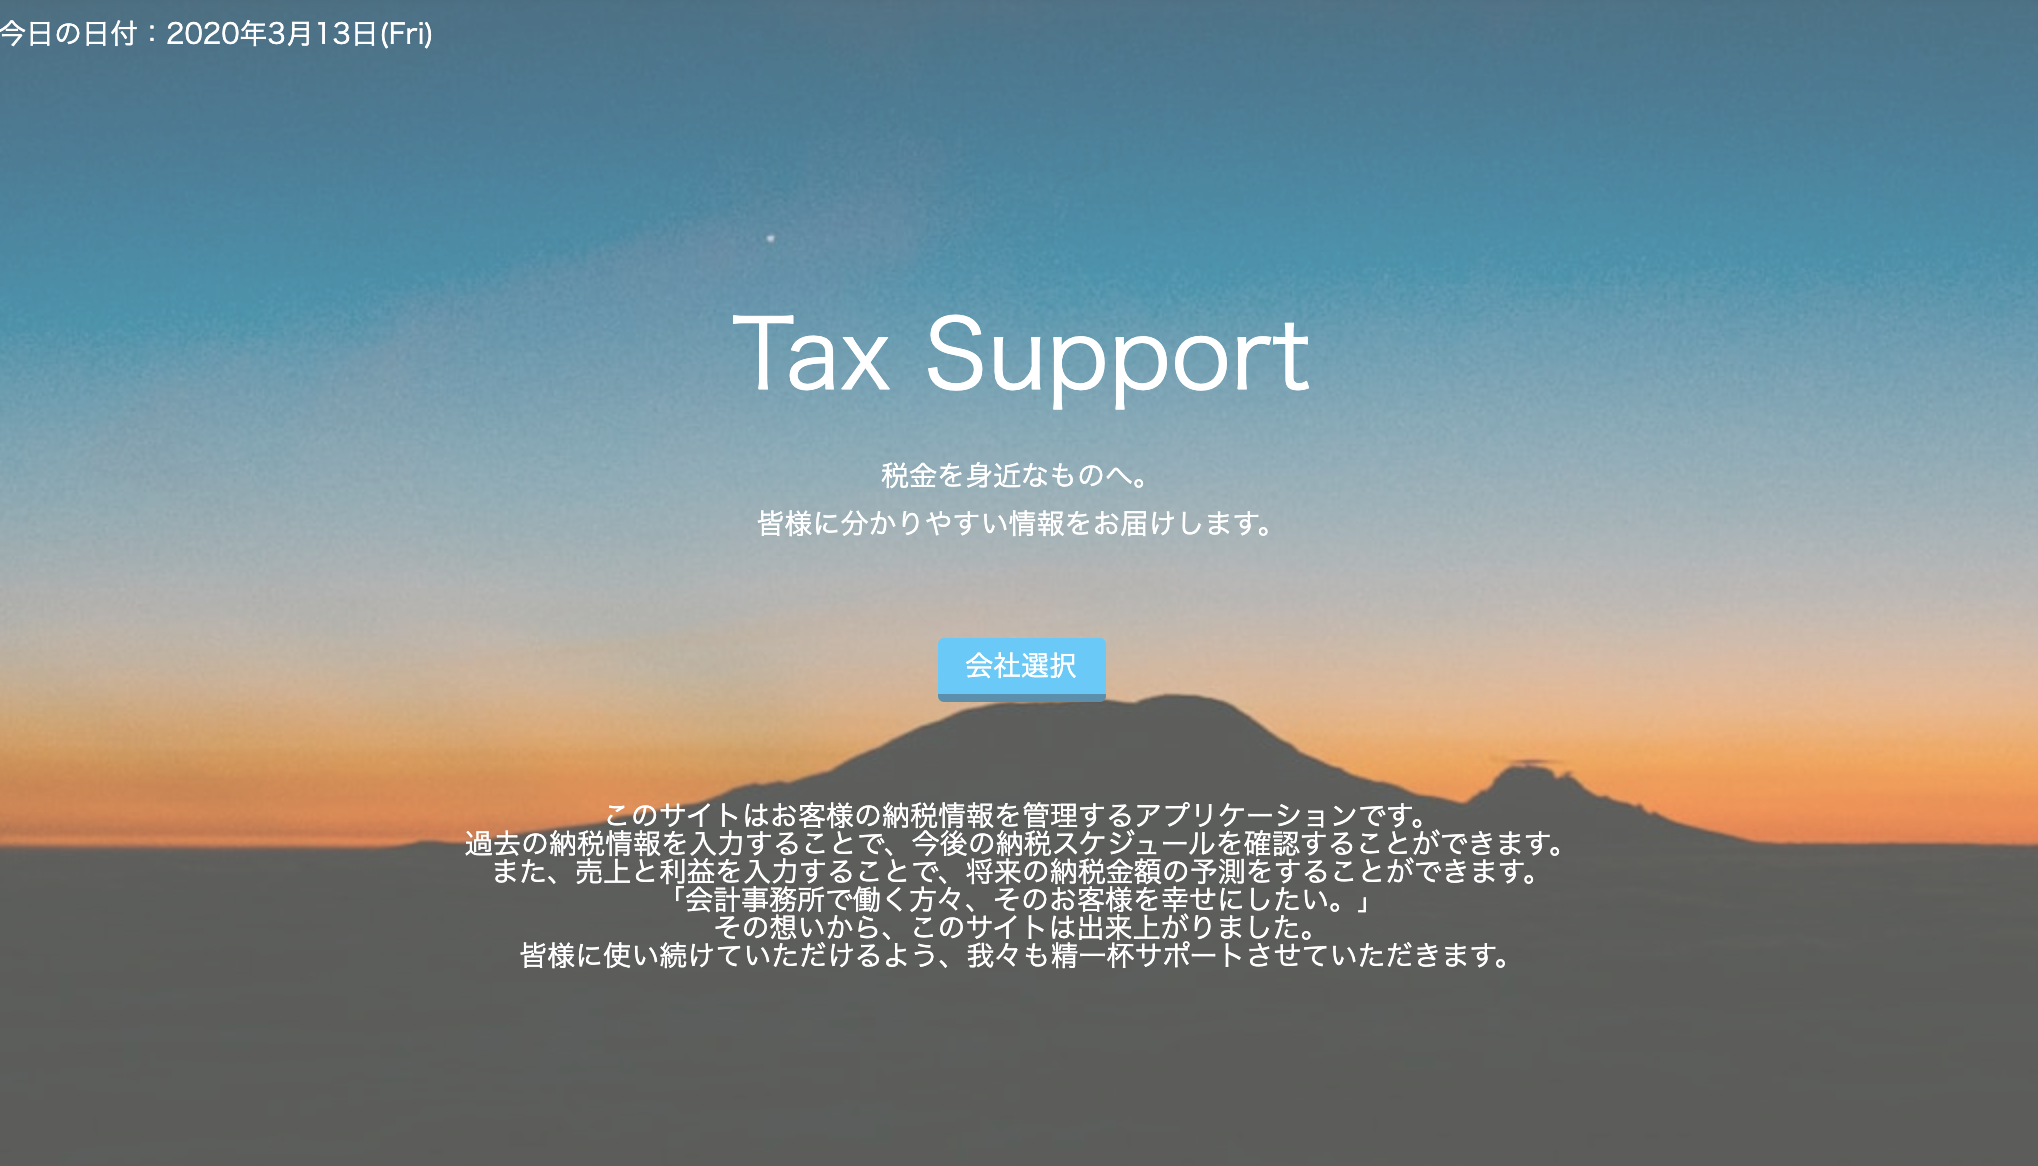 今日の日付：2020年3月13日(Fri)
Tax Support
税金を身近なものへ。
皆様に分かりやすい情報をお届けします。
会社選択
このサイトはお客様の納税情報を管理するアプリケーションです。
過去の納税情報を入力することで、今後の納税スケジュールを確認することができます。
また、売上と利益を入力することで、将来の納税金額の予測をすることができます。
「会計事務所で働く方々、そのお客様を幸せにしたい。」
その想いから、このサイトは出来上がりました。
皆様に使い続けていただけるよう、我々も精一杯サポートさせていただきます。